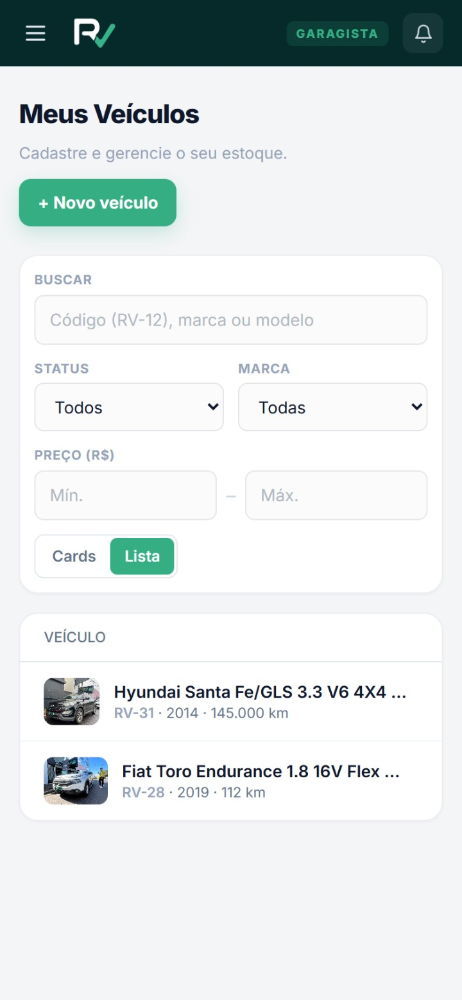 RV
GARAGISTA
Meus Veículos
Cadastre e gerencie o seu estoque.
+ Novo veículo
BUSCAR
Código (RV-12), marca ou modelo
STATUS
MARCA
Todos
Todas
PREÇO (R$)
Mín.
–
Máx.
Cards
Lista
VEÍCULO
Hyundai Santa Fe/GLS 3.3 V6 4X4 ...
RV-31 · 2014 · 145.000 km
Fiat Toro Endurance 1.8 16V Flex ...
RV-28 · 2019 · 112 km